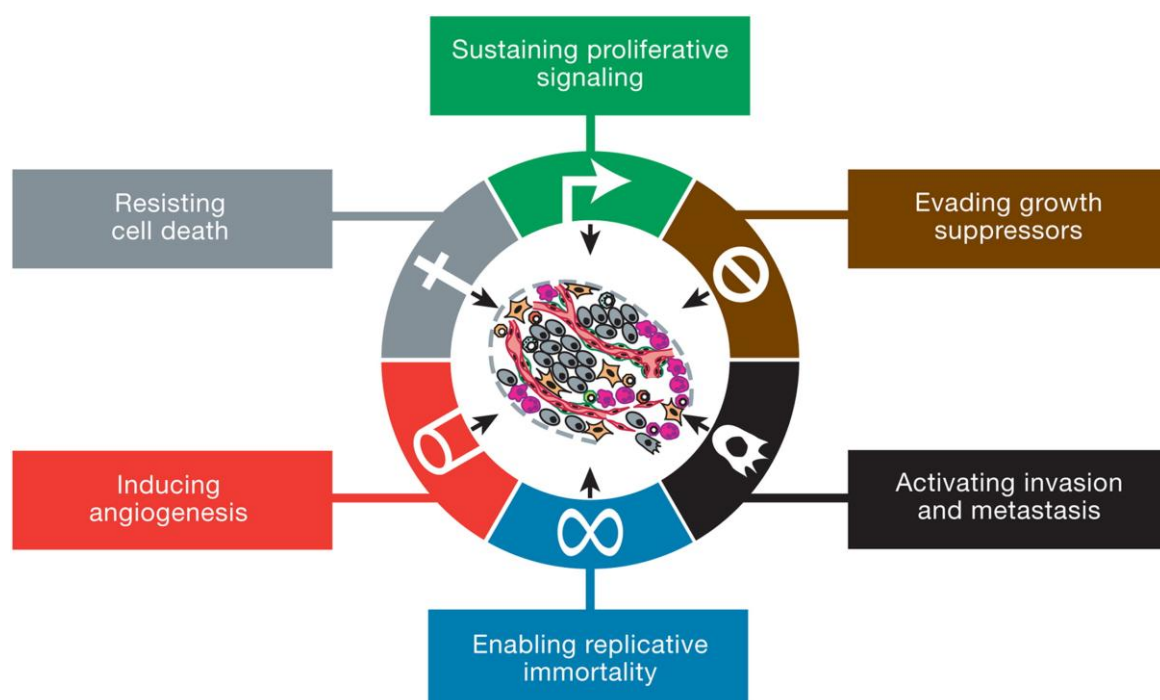 Sustaining proliferative
signaling
Resisting
cell death
Evading growth
suppressors
Inducing
angiogenesis
Activating invasion
and metastasis
Enabling replicative
immortality